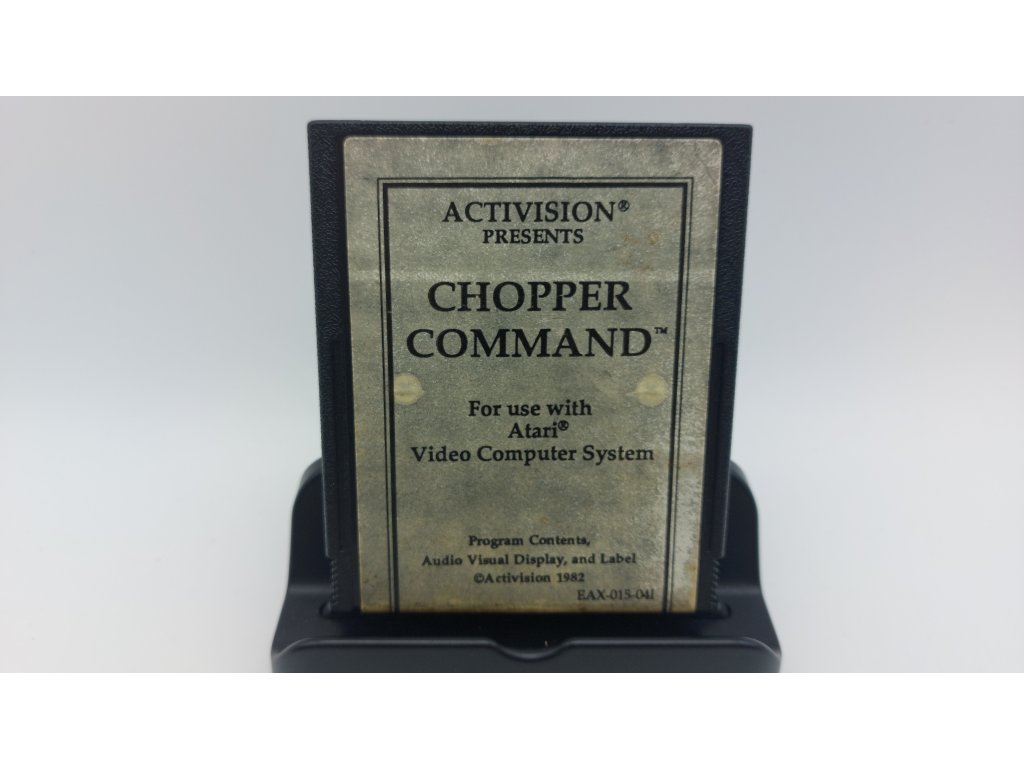 ACTIVISION®
PRESENTS
CHOPPER
COMMAND™
For use with
Atari®
Video Computer System
Program Contents,
Audio Visual Display, and Label
©Activision 1982
EAX-015-04I